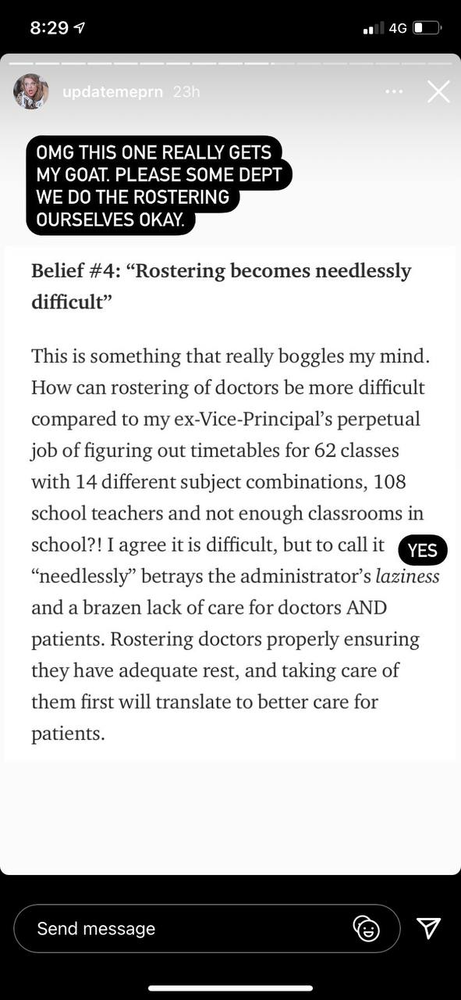 8:29
4G
updatemeprn 23h
OMG THIS ONE REALLY GETS
MY GOAT. PLEASE SOME DEPT
WE DO THE ROSTERING
OURSELVES OKAY.
Belief #4: “Rostering becomes needlessly
difficult”
This is something that really boggles my mind.
How can rostering of doctors be more difficult
compared to my ex-Vice-Principal’s perpetual
job of figuring out timetables for 62 classes
with 14 different subject combinations, 108
school teachers and not enough classrooms in
school?! I agree it is difficult, but to call it
YES
“needlessly” betrays the administrator’s laziness
and a brazen lack of care for doctors AND
patients. Rostering doctors properly ensuring
they have adequate rest, and taking care of
them first will translate to better care for
patients.
Send message